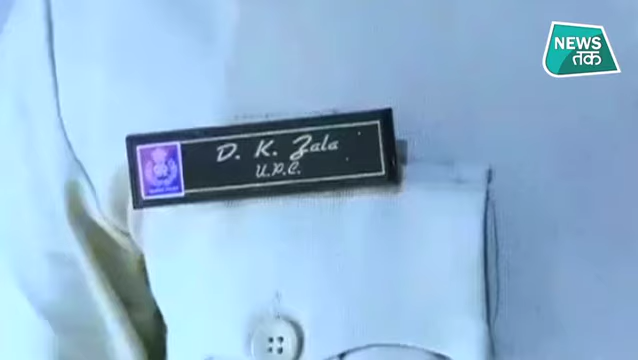 NEWS
तक
D. K. Zala
U.P.C.